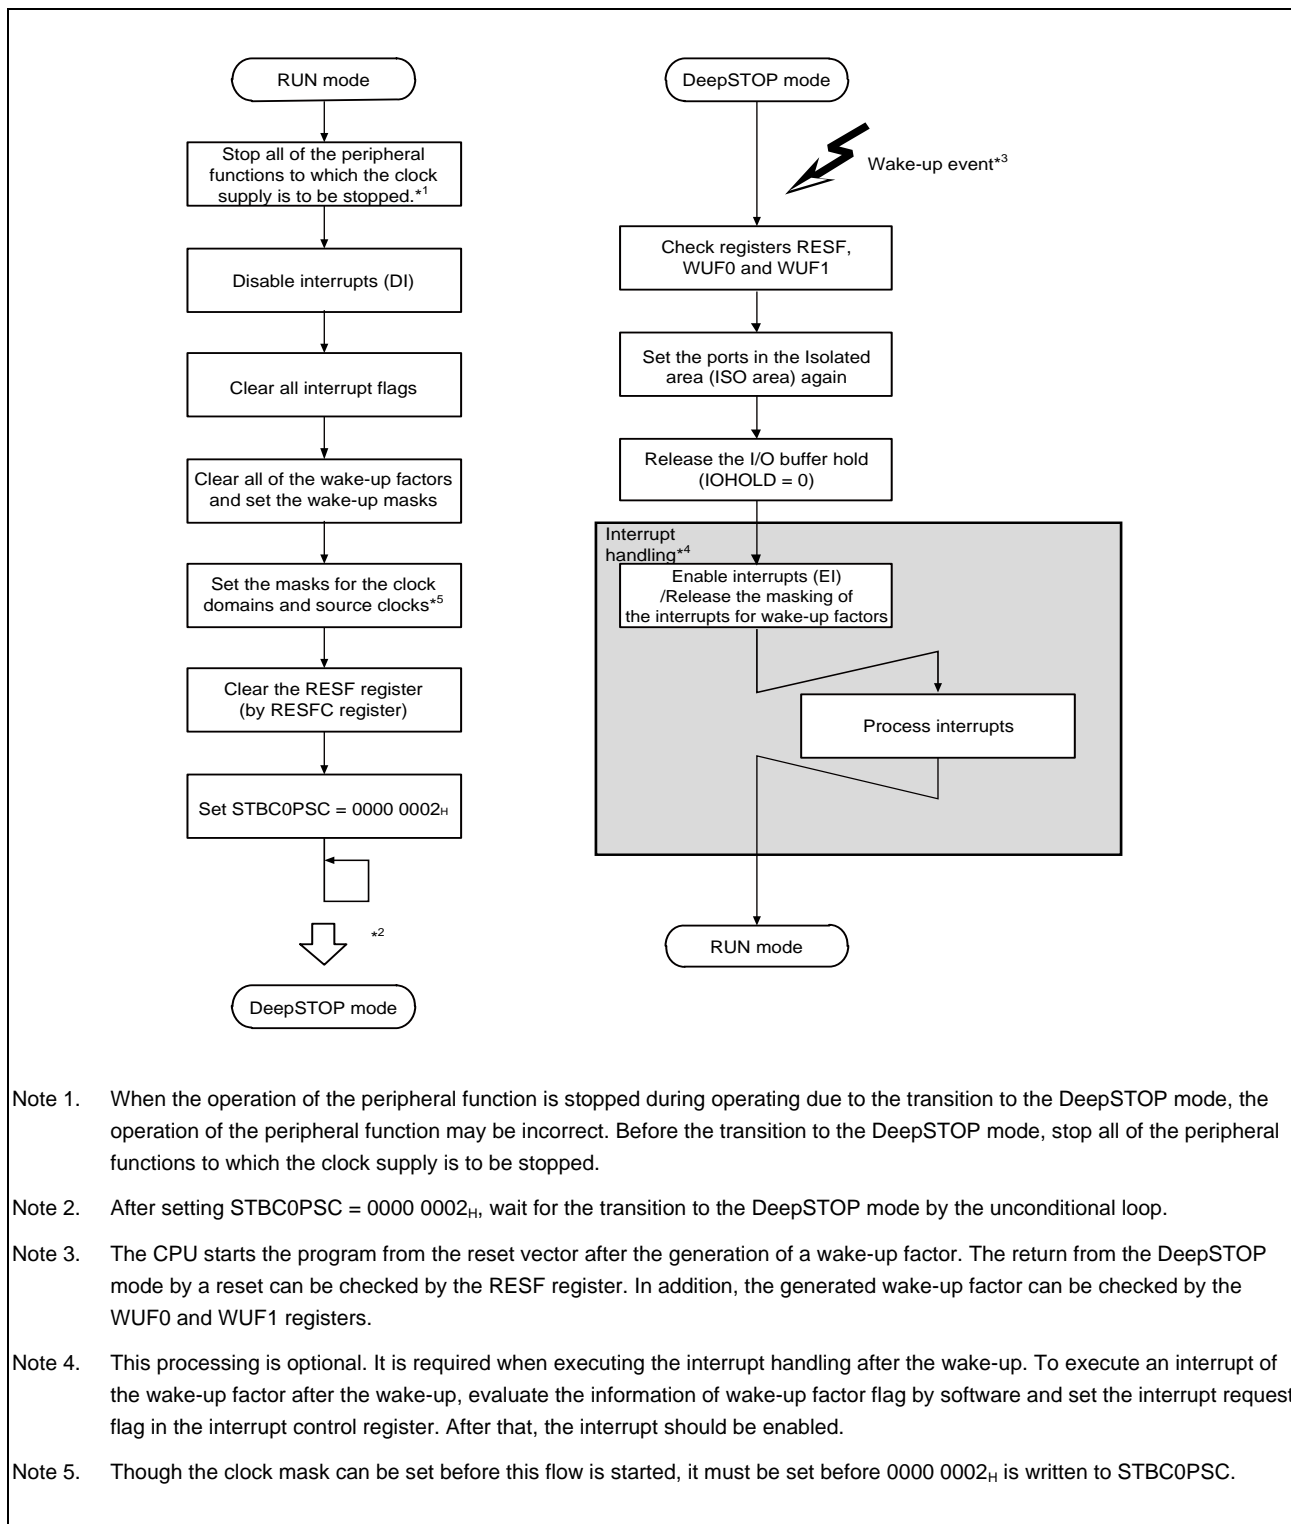 RUN mode
Stop all of the peripheral
functions to which the clock
supply is to be stopped.*1
Disable interrupts (DI)
Clear all interrupt flags
Clear all of the wake-up factors
and set the wake-up masks
Set the masks for the clock
domains and source clocks*5
Clear the RESF register
(by RESFC register)
Set STBC0PSC = 0000 0002H
*2
DeepSTOP mode
DeepSTOP mode
Wake-up event*3
Check registers RESF,
WUF0 and WUF1
Set the ports in the Isolated
area (ISO area) again
Release the I/O buffer hold
(IOHOLD = 0)
Interrupt
handling*4
Enable interrupts (EI)
/Release the masking of
the interrupts for wake-up factors
Process interrupts
RUN mode
Note 1. When the operation of the peripheral function is stopped during operating due to the transition to the DeepSTOP mode, the
operation of the peripheral function may be incorrect. Before the transition to the DeepSTOP mode, stop all of the peripheral
functions to which the clock supply is to be stopped.
Note 2. After setting STBC0PSC = 0000 0002H, wait for the transition to the DeepSTOP mode by the unconditional loop.
Note 3. The CPU starts the program from the reset vector after the generation of a wake-up factor. The return from the DeepSTOP
mode by a reset can be checked by the RESF register. In addition, the generated wake-up factor can be checked by the
WUF0 and WUF1 registers.
Note 4. This processing is optional. It is required when executing the interrupt handling after the wake-up. To execute an interrupt of
the wake-up factor after the wake-up, evaluate the information of wake-up factor flag by software and set the interrupt request
flag in the interrupt control register. After that, the interrupt should be enabled.
Note 5. Though the clock mask can be set before this flow is started, it must be set before 0000 0002H is written to STBC0PSC.